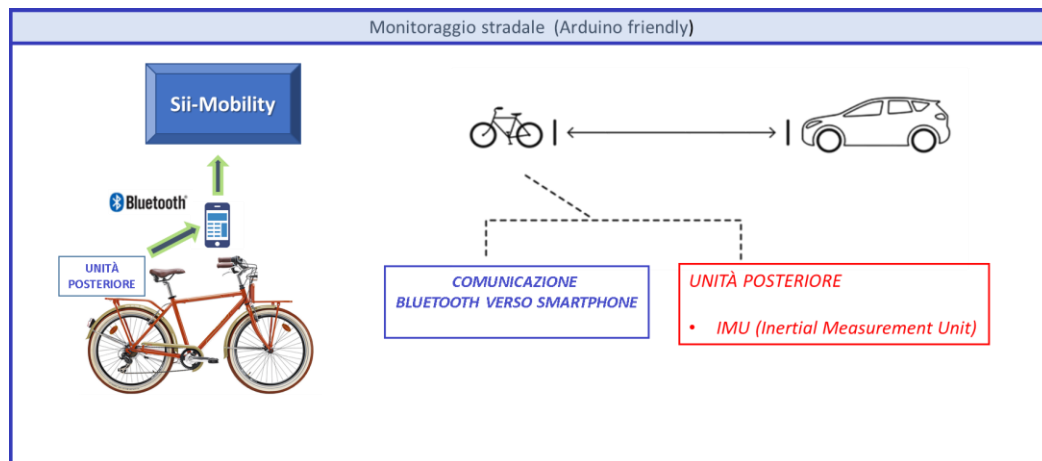 Monitoraggio stradale (Arduino friendly)
Sii-Mobility
Bluetooth
UNITÀ
POSTERIORE
COMUNICAZIONE
BLUETOOTH VERSO SMARTPHONE
UNITÀ POSTERIORE
• IMU (Inertial Measurement Unit)